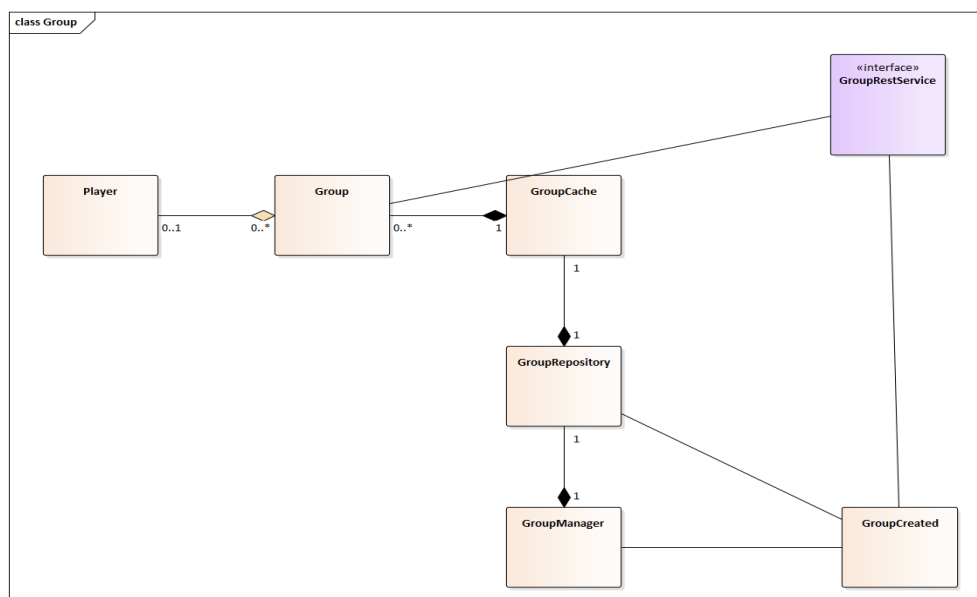 class Group
«interface»
GroupRestService
Player
Group
GroupCache
0..1
0..*
0..*
1
1
1
GroupRepository
1
1
GroupManager
GroupCreated